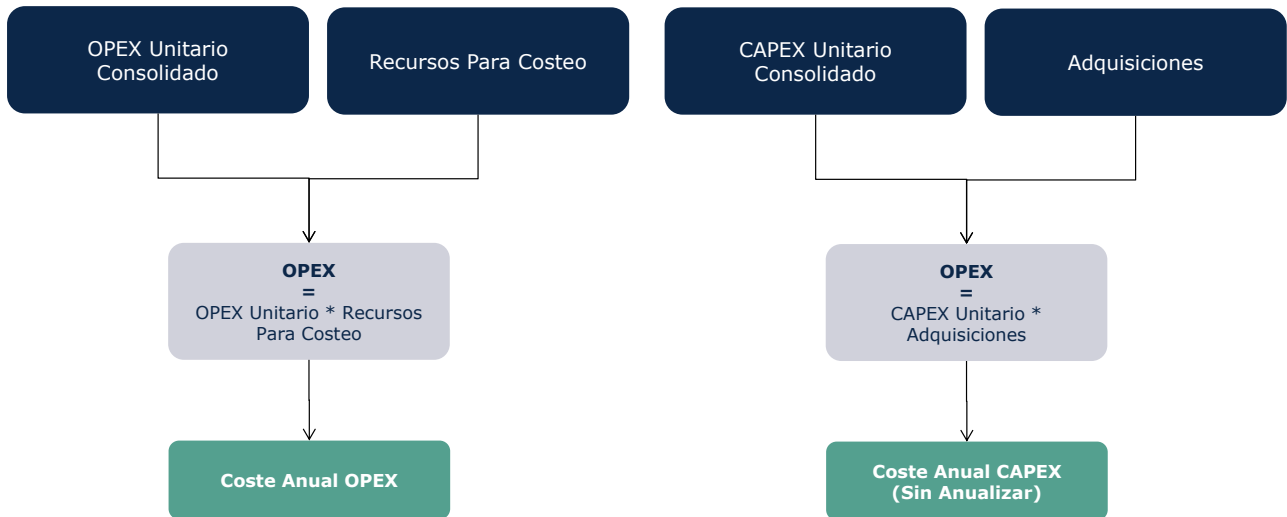 OPEX Unitario
Consolidado
Recursos Para Costeo
CAPEX Unitario
Consolidado
Adquisiciones
OPEX
=
OPEX Unitario * Recursos
Para Costeo
OPEX
=
CAPEX Unitario *
Adquisiciones
Coste Anual OPEX
Coste Anual CAPEX
(Sin Anualizar)